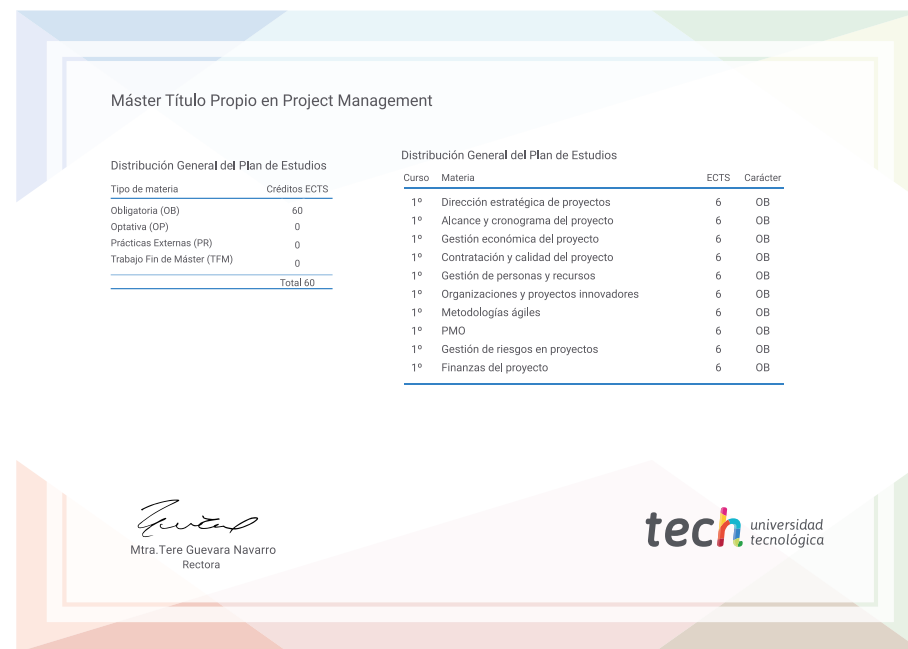 Máster Título Propio en Project Management
Distribución General del Plan de Estudios
Tipo de materia Créditos ECTS
Obligatoria (OB) 60
Optativa (OP) 0
Prácticas Externas (PR) 0
Trabajo Fin de Máster (TFM) 0
Total 60
Distribución General del Plan de Estudios
Curso Materia ECTS Carácter
1º Dirección estratégica de proyectos 6 OB
1º Alcance y cronograma del proyecto 6 OB
1º Gestión económica del proyecto 6 OB
1º Contratación y calidad del proyecto 6 OB
1º Gestión de personas y recursos 6 OB
1º Organizaciones y proyectos innovadores 6 OB
1º Metodologías ágiles 6 OB
1º PMO 6 OB
1º Gestión de riesgos en proyectos 6 OB
1º Finanzas del proyecto 6 OB
Mtra.Tere Guevara Navarro
Rectora
tech universidad
tecnológica